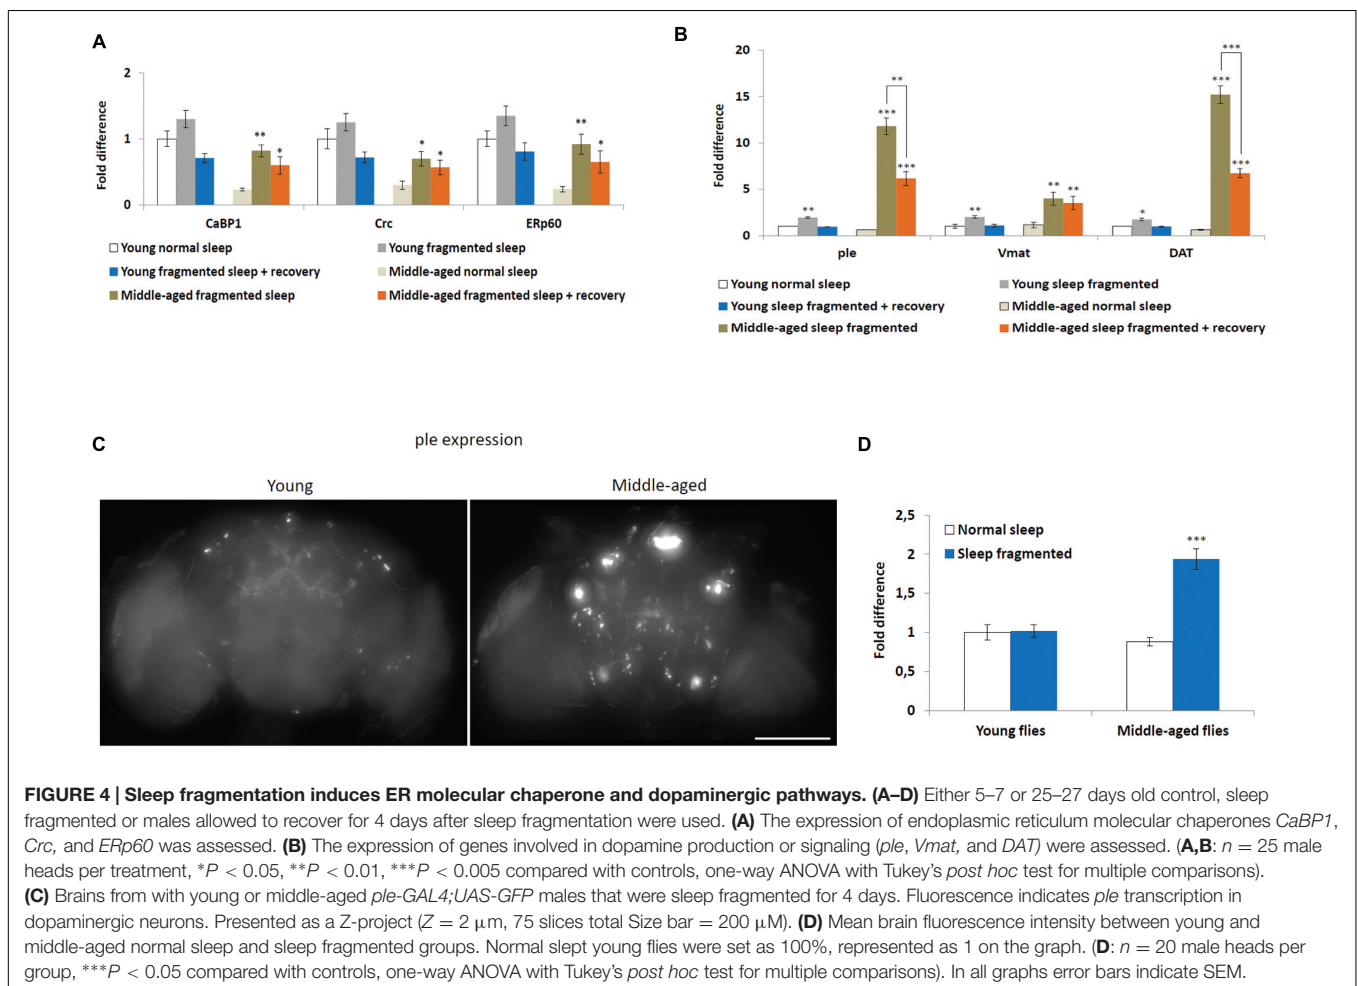 A
B
2
1
0
Fold difference
** * * * ** *
CaBP1 Crc ERp60
Young normal sleep Young fragmented sleep
Young fragmented sleep + recovery Middle-aged normal sleep
Middle-aged fragmented sleep Middle-aged fragmented sleep + recovery
20
15
10
5
0
Fold difference
** *** *** ** ** ** ** * *** *** ***
ple Vmat DAT
Young normal sleep Young sleep fragmented
Young sleep fragmented + recovery Middle-aged normal sleep
Middle-aged sleep fragmented Middle-aged sleep fragmented + recovery
C
ple expression
Young Middle-aged
D
2,5
2
1,5
1
0,5
0
Fold difference
Normal sleep
Sleep fragmented
***
Young flies Middle-aged flies
FIGURE 4 | Sleep fragmentation induces ER molecular chaperone and dopaminergic pathways. (A–D) Either 5–7 or 25–27 days old control, sleep
fragmented or males allowed to recover for 4 days after sleep fragmentation were used. (A) The expression of endoplasmic reticulum molecular chaperones CaBP1,
Crc, and ERp60 was assessed. (B) The expression of genes involved in dopamine production or signaling (ple, Vmat, and DAT) were assessed. (A,B: n = 25 male
heads per treatment, *P < 0.05, **P < 0.01, ***P < 0.005 compared with controls, one-way ANOVA with Tukey's post hoc test for multiple comparisons).
(C) Brains from with young or middle-aged ple-GAL4;UAS-GFP males that were sleep fragmented for 4 days. Fluorescence indicates ple transcription in
dopaminergic neurons. Presented as a Z-project (Z = 2 μm, 75 slices total Size bar = 200 μM). (D) Mean brain fluorescence intensity between young and
middle-aged normal sleep and sleep fragmented groups. Normal slept young flies were set as 100%, represented as 1 on the graph. (D: n = 20 male heads per
group, ***P < 0.05 compared with controls, one-way ANOVA with Tukey's post hoc test for multiple comparisons). In all graphs error bars indicate SEM.